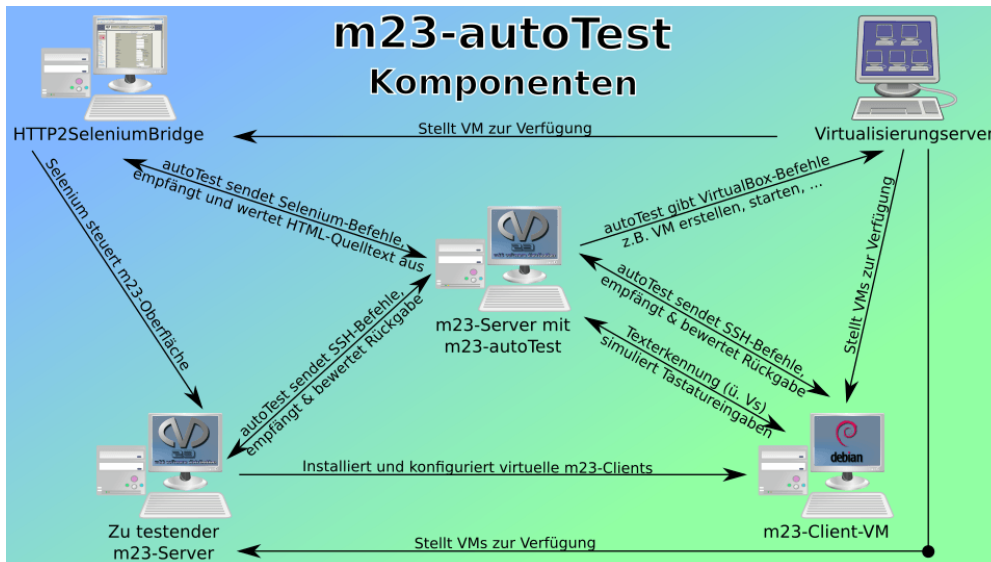 m23-autoTest
Komponenten
HTTP2SeleniumBridge
Stellt VM zur Verfügung
Virtualisierungserver
autoTest sendet Selenium-Befehle,
empfängt und wertet HTML-Quelltext aus
autoTest gibt VirtualBox-Befehle
z.B. VM erstellen, starten, ...
Selenium steuert m23-Oberfläche
Stellt VMs zur Verfügung
m23-Server mit
m23-autoTest
autoTest sendet SSH-Befehle,
empfängt & bewertet Rückgabe
autoTest sendet SSH-Befehle,
empfängt & bewertet Rückgabe
Texterkennung (ü. Vs)
simuliert Tastatureingaben
debian
Installiert und konfiguriert virtuelle m23-Clients
Zu testender
m23-Server
m23-Client-VM
Stellt VMs zur Verfügung